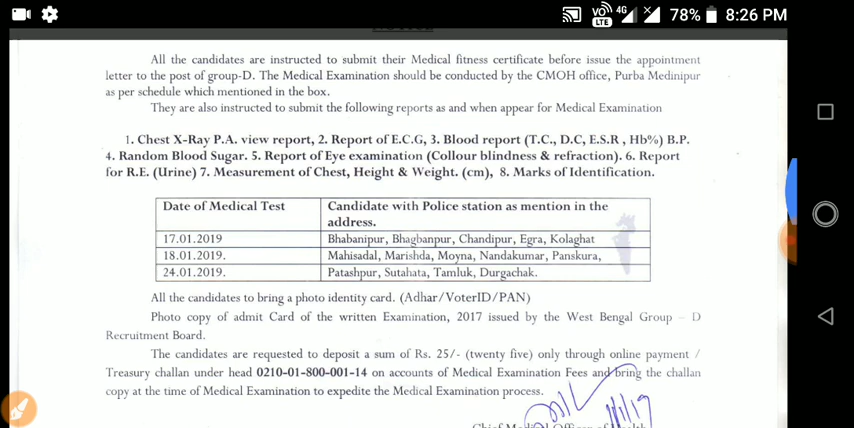 VO)) LTE 4G 78% 8:26 PM
All the candidates are instructed to submit their Medical fitness certificate before issue the appointment
letter to the post of group-D. The Medical Examination should be conducted by the CMOH office, Purba Medinipur
as per schedule which mentioned in the box.
They are also instructed to submit the following reports as and when appear for Medical Examination
1. Chest X-Ray P.A. view report, 2. Report of E.C.G, 3. Blood report (T.C., D.C, E.S.R , Hb%) B.P.
4. Random Blood Sugar. 5. Report of Eye examination (Collour blindness & refraction). 6. Report
for R.E. (Urine) 7. Measurement of Chest, Height & Weight. (cm), 8. Marks of Identification.
Date of Medical Test Candidate with Police station as mention in the
address.
17.01.2019 Bhabanipur, Bhagbanpur, Chandipur, Egra, Kolaghat
18.01.2019. Mahisadal, Marishda, Moyna, Nandakumar, Panskura,
24.01.2019. Patashpur, Sutahata, Tamluk, Durgachak.
All the candidates to bring a photo identity card. (Adhar/VoterID/PAN)
Photo copy of admit Card of the written Examination, 2017 issued by the West Bengal Group – D
Recruitment Board.
The candidates are requested to deposit a sum of Rs. 25/- (twenty five) only through online payment /
Treasury challan under head 0210-01-800-001-14 on accounts of Medical Examination Fees and bring the challan
copy at the time of Medical Examination to expedite the Medical Examination process.